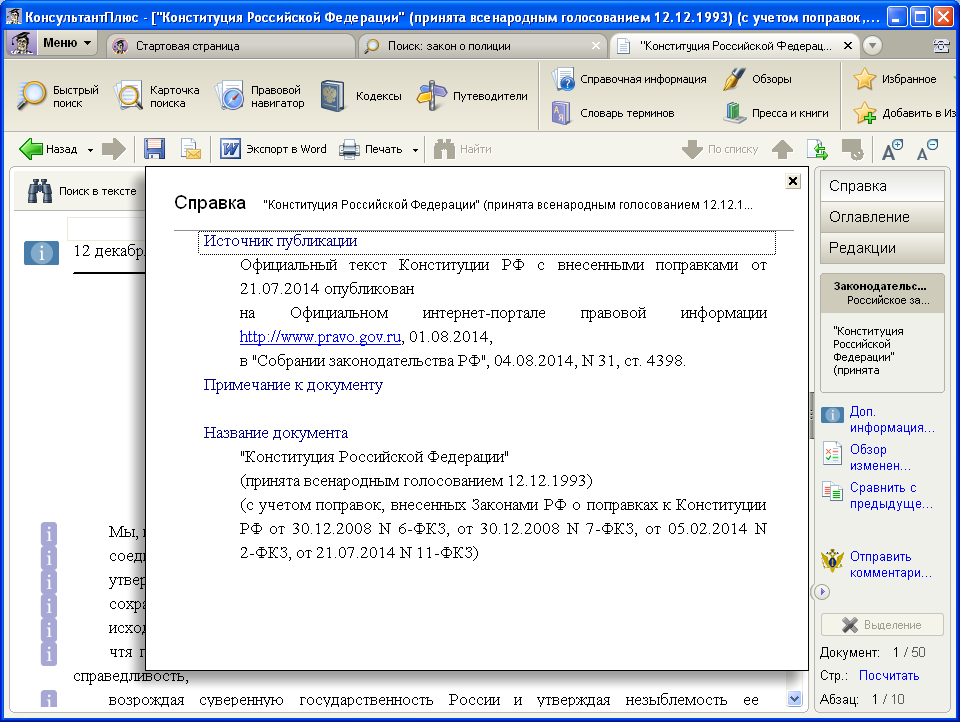 КонсультантПлюс - ["Конституция Российской Федерации" (принята всенародным голосованием 12.12.1993) (с учетом поправок,...
Меню
Стартовая страница
Поиск: закон о полиции
"Конституция Российской Федерац...
Быстрый поиск
Карточка поиска
Правовой навигатор
Кодексы
Путеводители
Справочная информация
Словарь терминов
Обзоры
Пресса и книги
Избранное
Добавить в Из
Назад
Экспорт в Word
Печать
Найти
По списку
Поиск в тексте
12 декабр
Справка "Конституция Российской Федерации" (принята всенародным голосованием 12.12.1...
Источник публикации
Официальный текст Конституции РФ с внесенными поправками от
21.07.2014 опубликован
на Официальном интернет-портале правовой информации
http://www.pravo.gov.ru, 01.08.2014,
в "Собрании законодательства РФ", 04.08.2014, N 31, ст. 4398.
Примечание к документу
Название документа
"Конституция Российской Федерации"
(принята всенародным голосованием 12.12.1993)
(с учетом поправок, внесенных Законами РФ о поправках к Конституции
РФ от 30.12.2008 N 6-ФКЗ, от 30.12.2008 N 7-ФКЗ, от 05.02.2014 N
2-ФКЗ, от 21.07.2014 N 11-ФКЗ)
Мы,
соед
утвер
сохра
исход
чтя п
справедливость,
возрождая суверенную государственность России и утверждая незыблемость ее
Справка
Оглавление
Редакции
Законодательс...
Российское за...
"Конституция
Российской
Федерации"
(принята
Доп.
информация...
Обзор
изменен...
Сравнить с
предыдуще...
Отправить
комментари...
Выделение
Документ: 1 / 50
Стр.: Посчитать
Абзац: 1 / 10